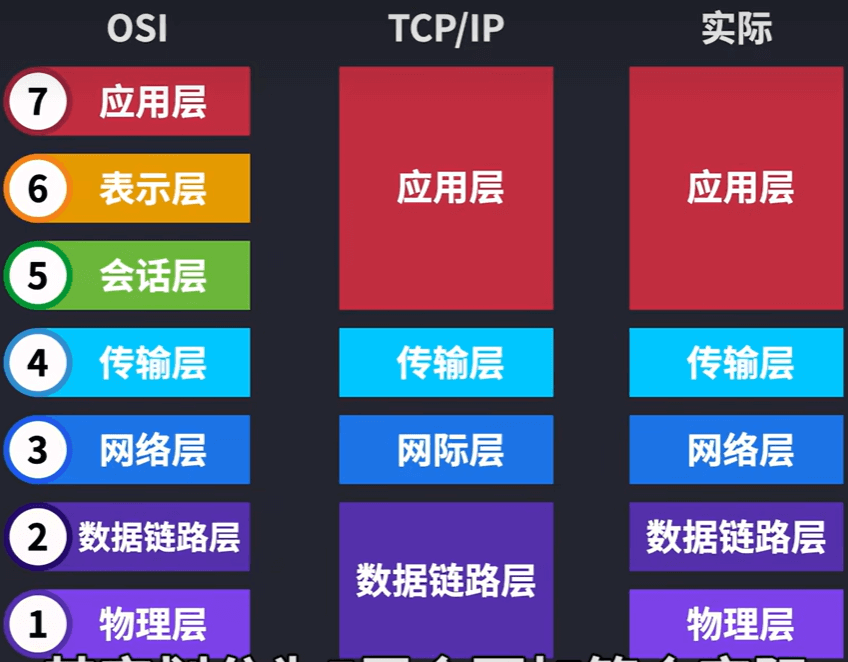 OSI
TCP/IP
实际
7 应用层
6 表示层
5 会话层
4 传输层
3 网络层
2 数据链路层
1 物理层
应用层
传输层
网际层
数据链路层
应用层
传输层
网络层
数据链路层
物理层